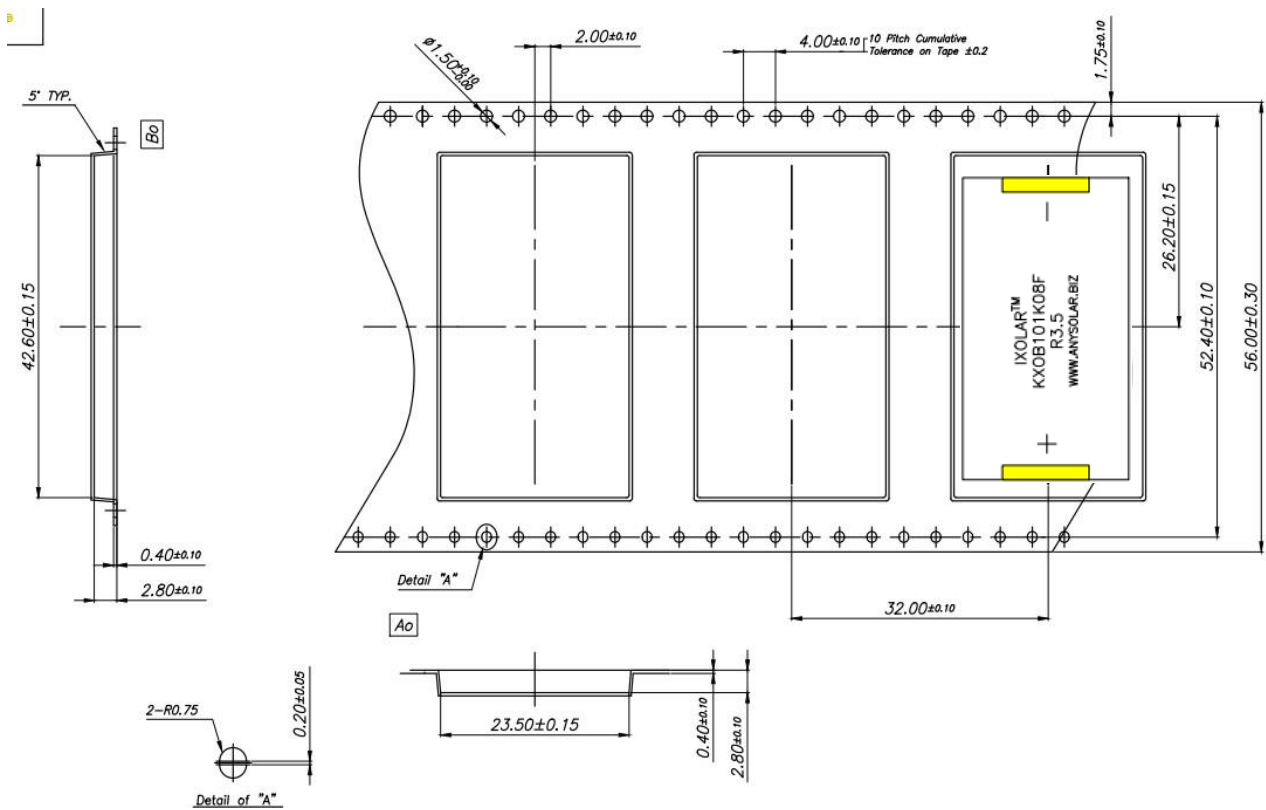 2.00±0.10
4.00±0.10 10 Pitch Cumulative
Tolerance on Tape ±0.2
Ø1.50+0.10
-0.00
1.75±0.10
5° TYP.
Bo
42.60±0.15
0.40±0.10
2.80±0.10
IXOLAR™
KXOB101K08F
R3.5
WWW.ANYSOLAR.BIZ
26.20±0.15
52.40±0.10
56.00±0.30
Detail "A"
32.00±0.10
Ao
23.50±0.15
0.40±0.10
2.80±0.10
2-R0.75
0.20±0.05
Detail of "A"